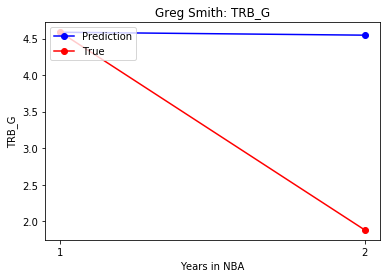 Greg Smith: TRB_G
4.5
4.0
3.5
3.0
2.5
2.0
TRB_G
Prediction
True
1
2
Years in NBA